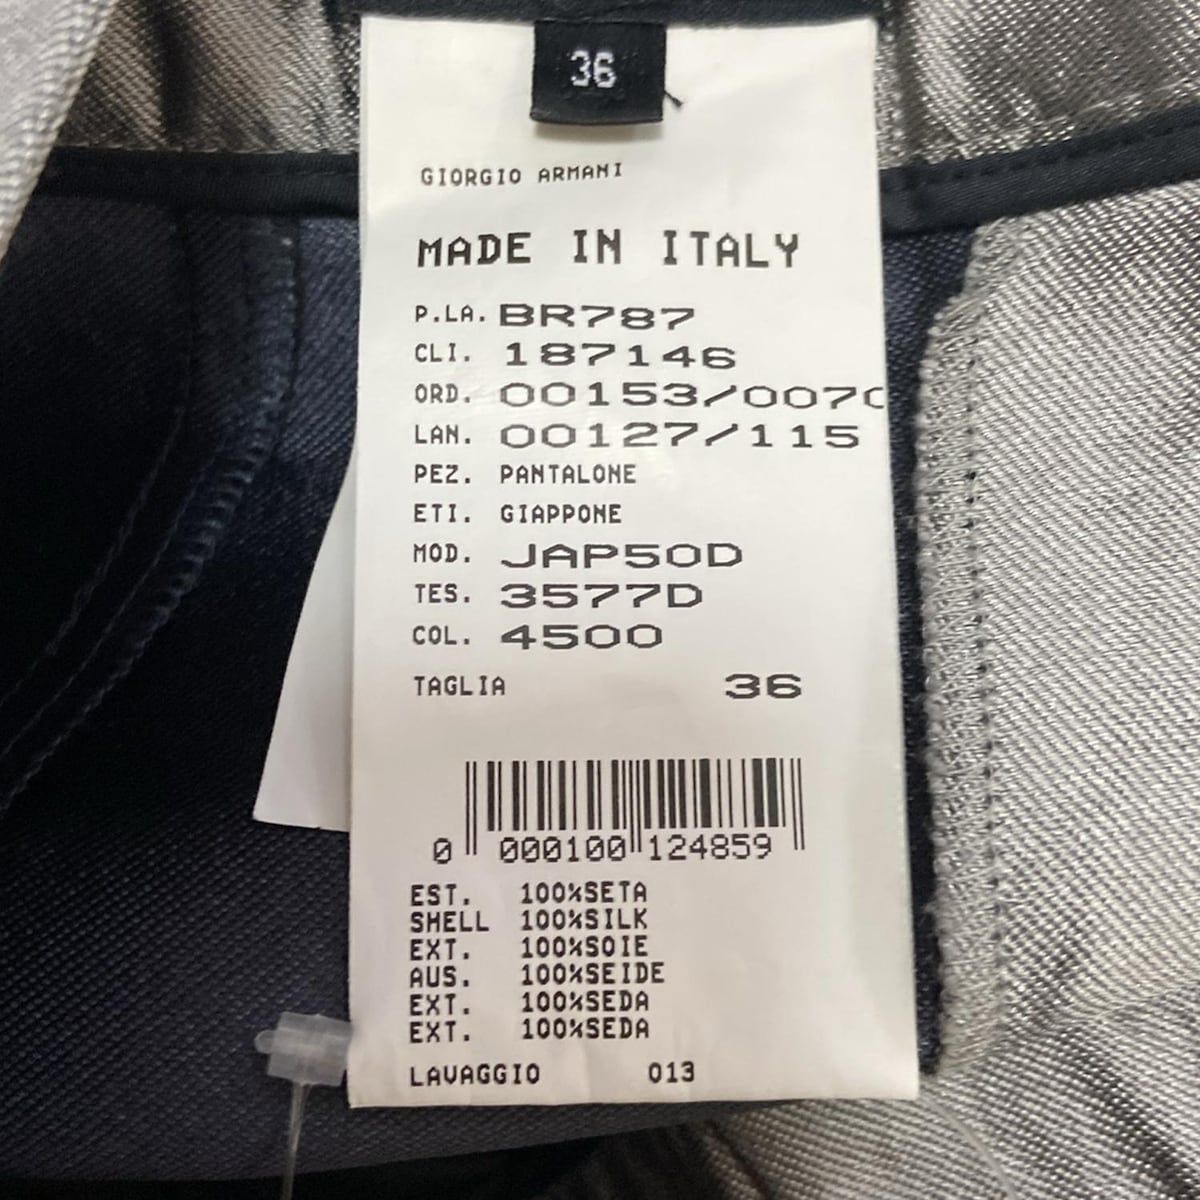 36
GIORGIO ARMANI
MADE IN ITALY
P.LA. BR787
CLI. 187146
ORD. 00153/0070
LAN. 00127/115
PEZ. PANTALONE
ETI. GIAPPONE
MOD. JAP50D
TES. 3577D
COL. 4500
TAGLIA 36
0 000100 124859
EST. 100%SETA
SHELL 100%SILK
EXT. 100%SOIE
AUS. 100%SEIDE
EXT. 100%SEDA
EXT. 100%SEDA
LAVAGGIO 013